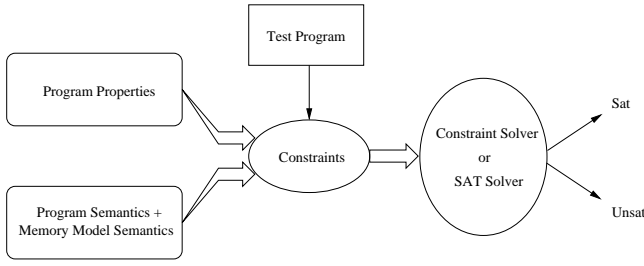 Test Program
Program Properties
Constraints
Constraint Solver
or
SAT Solver
Sat
Unsat
Program Semantics +
Memory Model Semantics